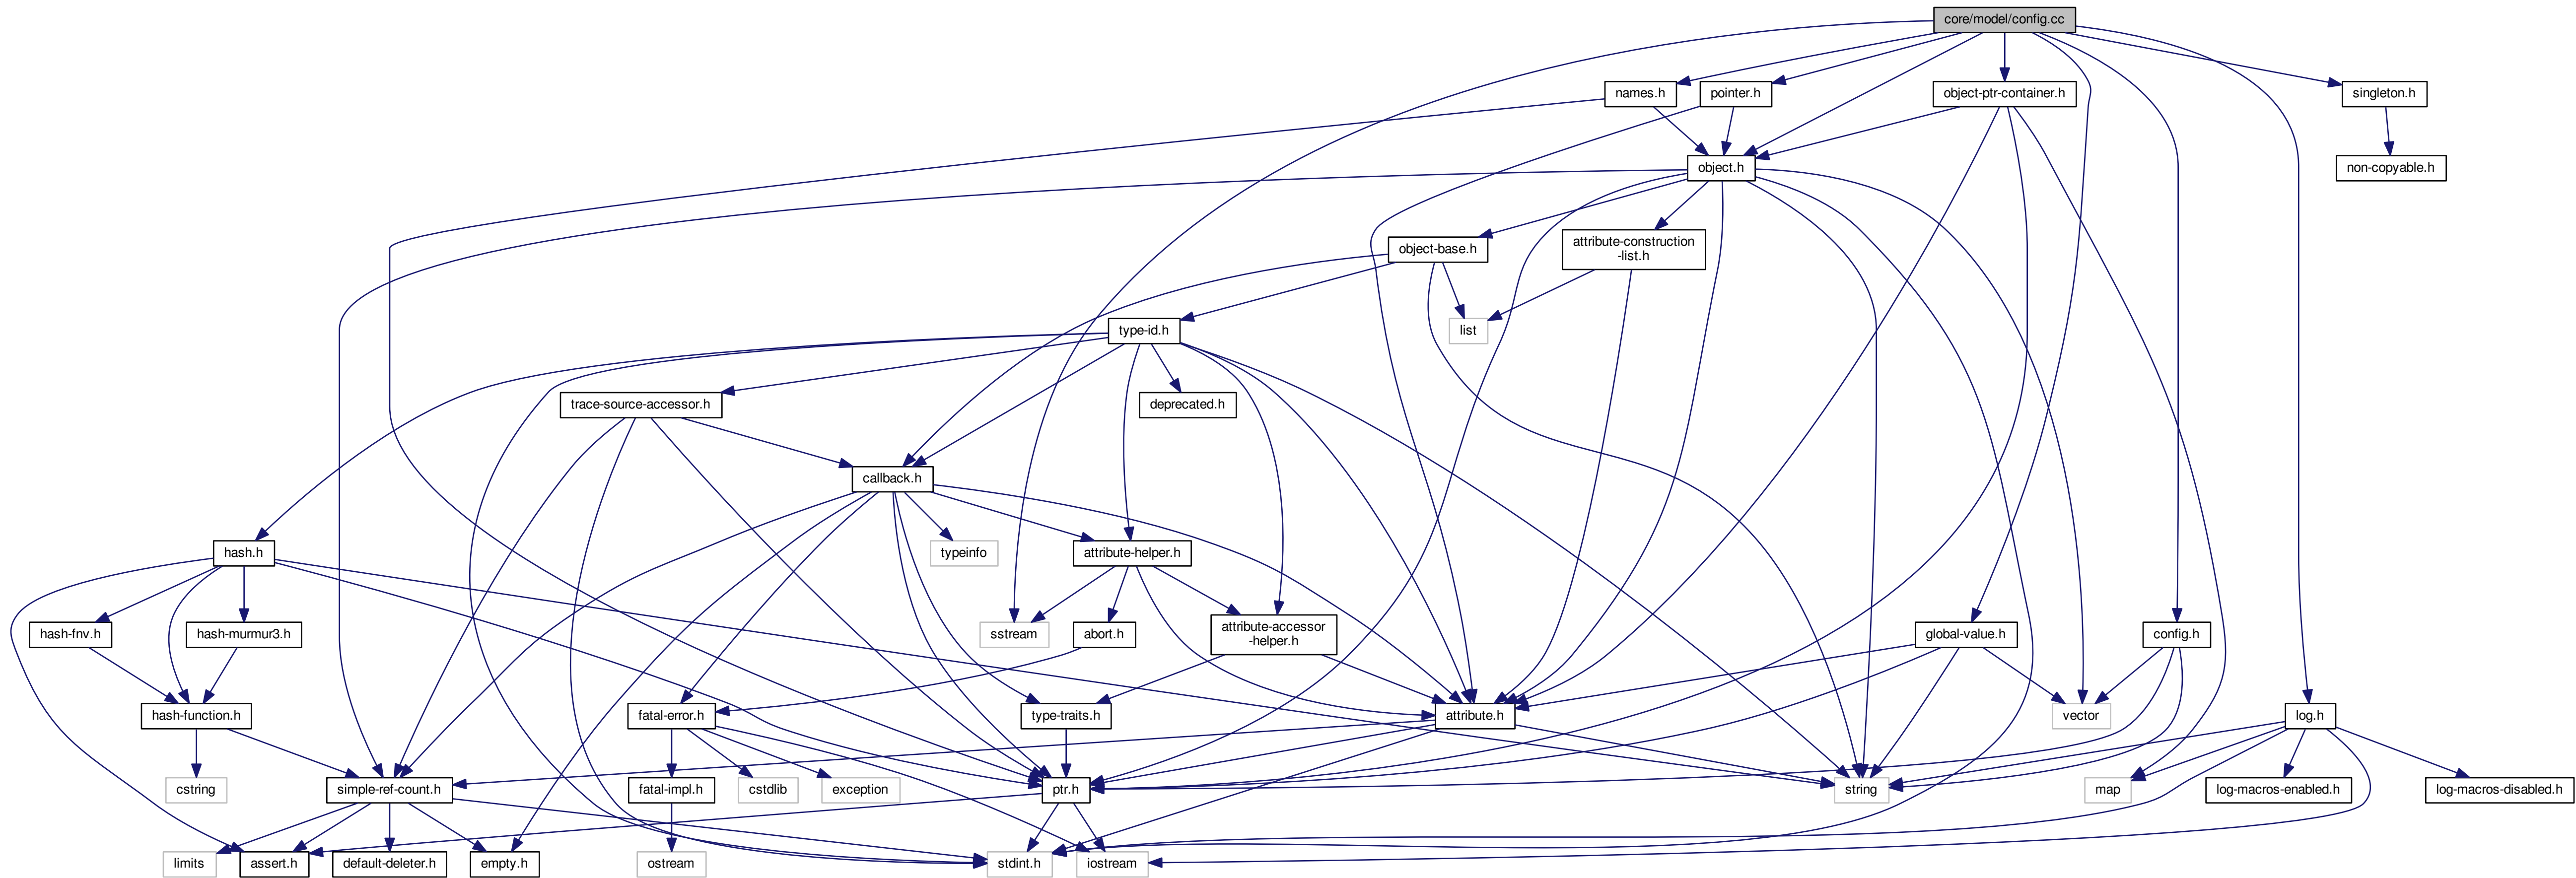 core/model/config.cc
names.h
pointer.h
object-ptr-container.h
singleton.h
object.h
non-copyable.h
object-base.h
attribute-construction
-list.h
type-id.h
list
trace-source-accessor.h
deprecated.h
callback.h
hash.h
typeinfo
attribute-helper.h
hash-fnv.h
hash-murmur3.h
sstream
abort.h
attribute-accessor
-helper.h
global-value.h
config.h
hash-function.h
fatal-error.h
type-traits.h
attribute.h
vector
log.h
cstring
simple-ref-count.h
fatal-impl.h
cstdlib
exception
ptr.h
string
map
log-macros-enabled.h
log-macros-disabled.h
limits
assert.h
default-deleter.h
empty.h
ostream
stdint.h
iostream